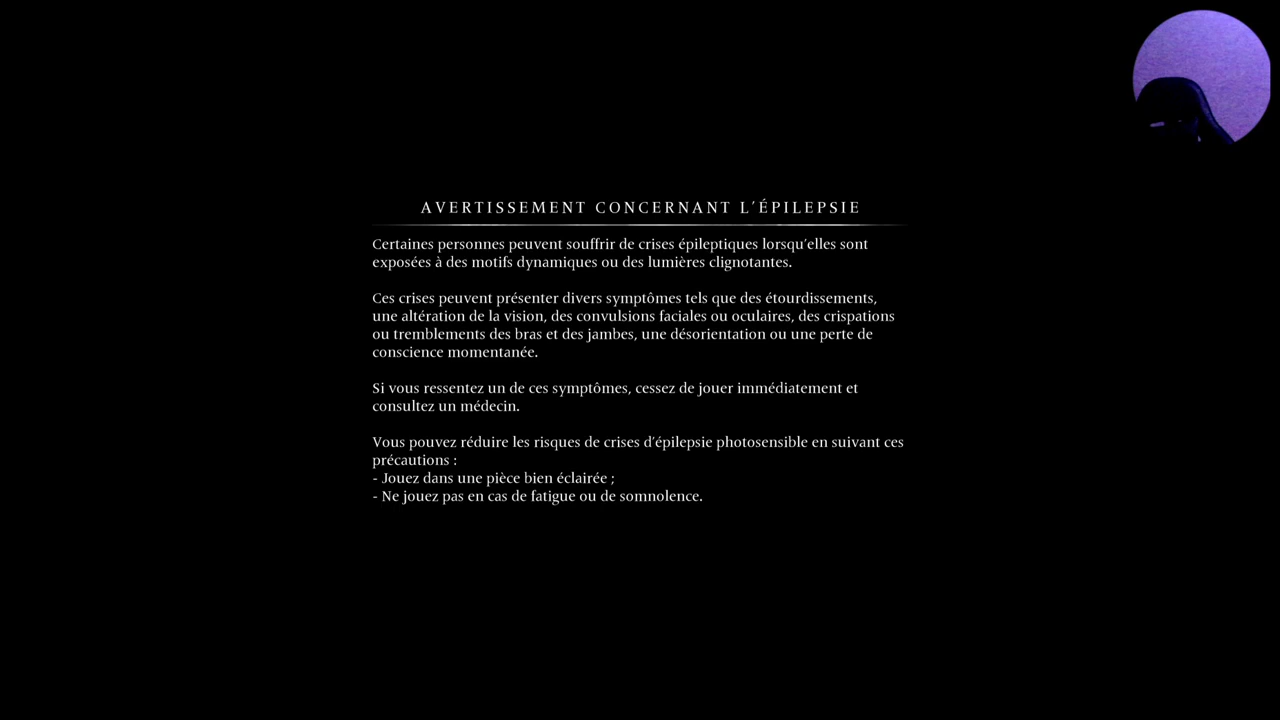 AVERTISSEMENT CONCERNANT L'ÉPILEPSIE
Certaines personnes peuvent souffrir de crises épileptiques lorsqu'elles sont
exposées à des motifs dynamiques ou des lumières clignotantes.
Ces crises peuvent présenter divers symptômes tels que des étourdissements,
une altération de la vision, des convulsions faciales ou oculaires, des crispations
ou tremblements des bras et des jambes, une désorientation ou une perte de
conscience momentanée.
Si vous ressentez un de ces symptômes, cessez de jouer immédiatement et
consultez un médecin.
Vous pouvez réduire les risques de crises d'épilepsie photosensible en suivant ces
précautions :
- Jouez dans une pièce bien éclairée ;
- Ne jouez pas en cas de fatigue ou de somnolence.